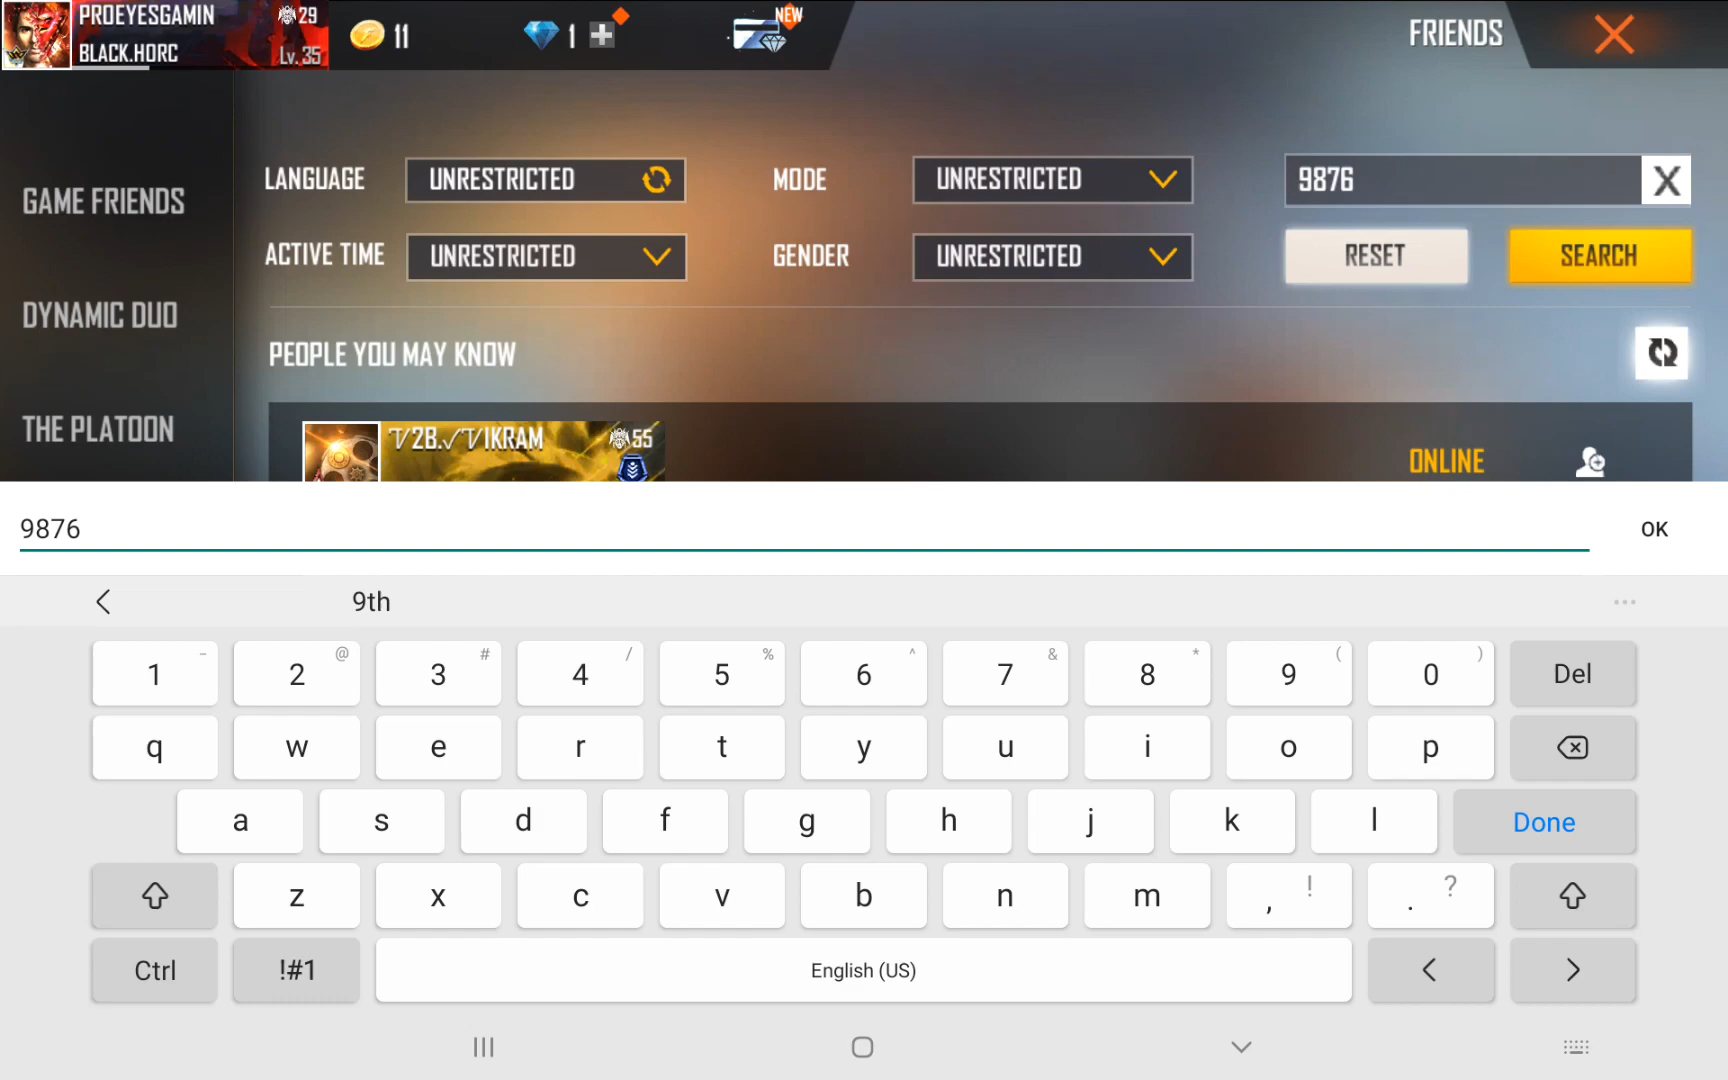 PROEYESGAMIN 29
BLACK.HORC Lv. 35
11
1
NEW
FRIENDS
LANGUAGE UNRESTRICTED MODE UNRESTRICTED 9876 X
GAME FRIENDS
ACTIVE TIME UNRESTRICTED GENDER UNRESTRICTED RESET SEARCH
DYNAMIC DUO
PEOPLE YOU MAY KNOW
THE PLATOON
V2B.√VIKRAM 55
ONLINE
9876 OK
9th
1 - 2 @ 3 # 4 / 5 % 6 ^ 7 & 8 * 9 ( 0 ) Del
q w e r t y u i o p
a s d f g h j k l Done
z x c v b n m , ! . ?
Ctrl !#1 English (US) < >